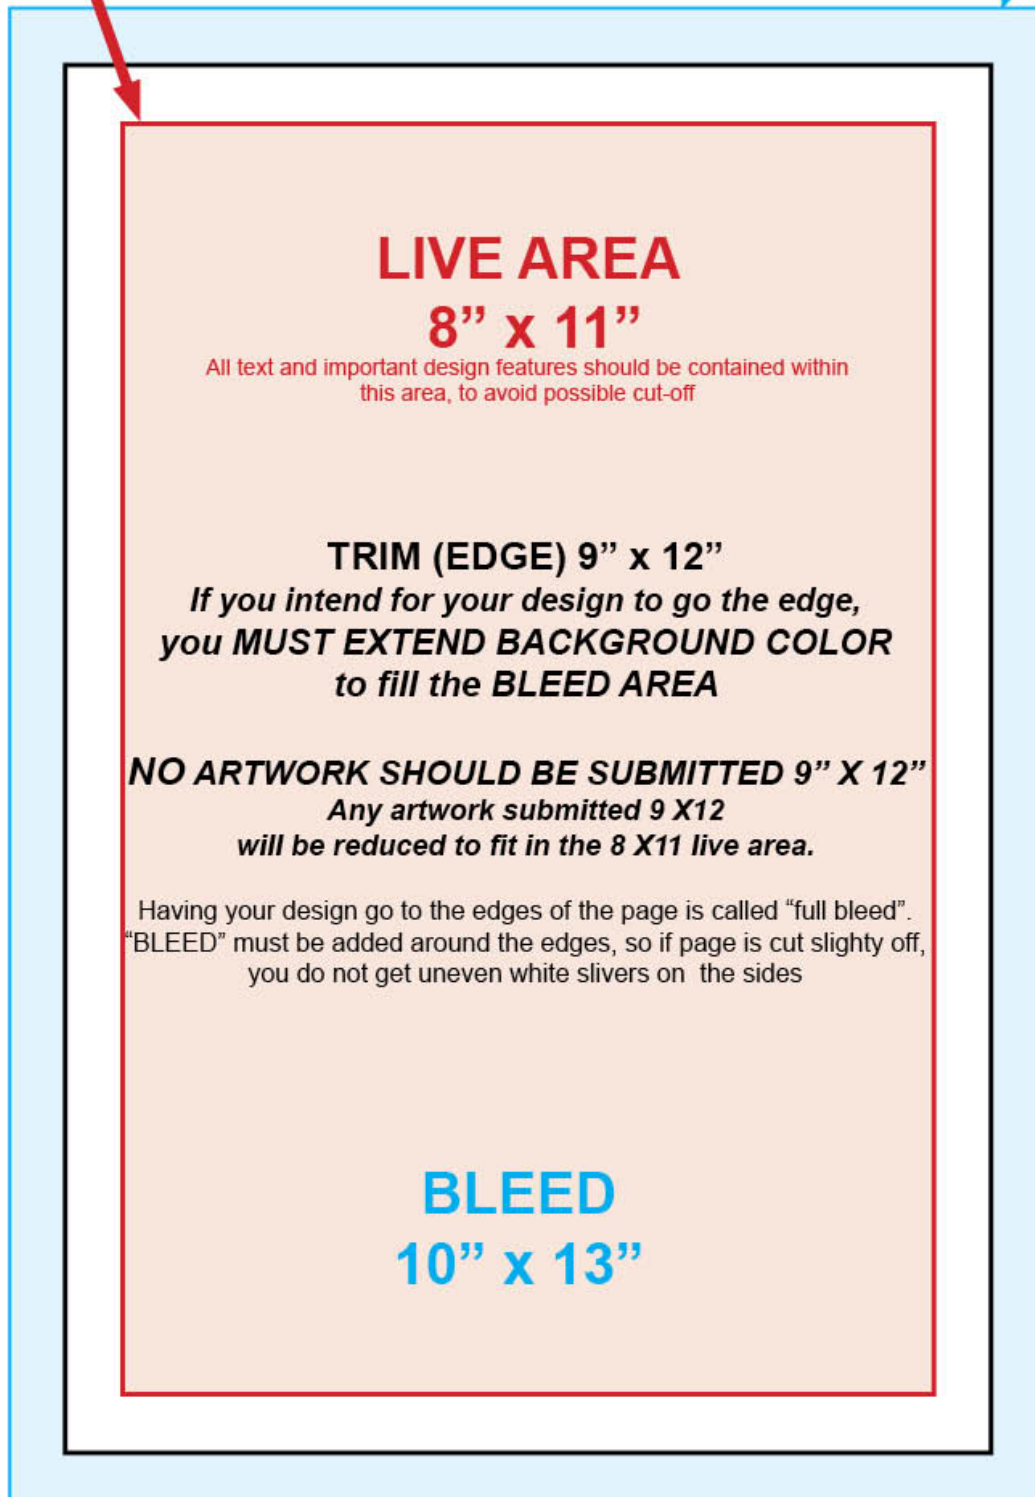 LIVE AREA
8” x 11”
All text and important design features should be contained within
this area, to avoid possible cut-off
TRIM (EDGE) 9” x 12”
If you intend for your design to go the edge,
you MUST EXTEND BACKGROUND COLOR
to fill the BLEED AREA
NO ARTWORK SHOULD BE SUBMITTED 9” X 12”
Any artwork submitted 9 X12
will be reduced to fit in the 8 X11 live area.
Having your design go to the edges of the page is called “full bleed”.
“BLEED” must be added around the edges, so if page is cut slighty off,
you do not get uneven white slivers on  the sides
BLEED
10” x 13”